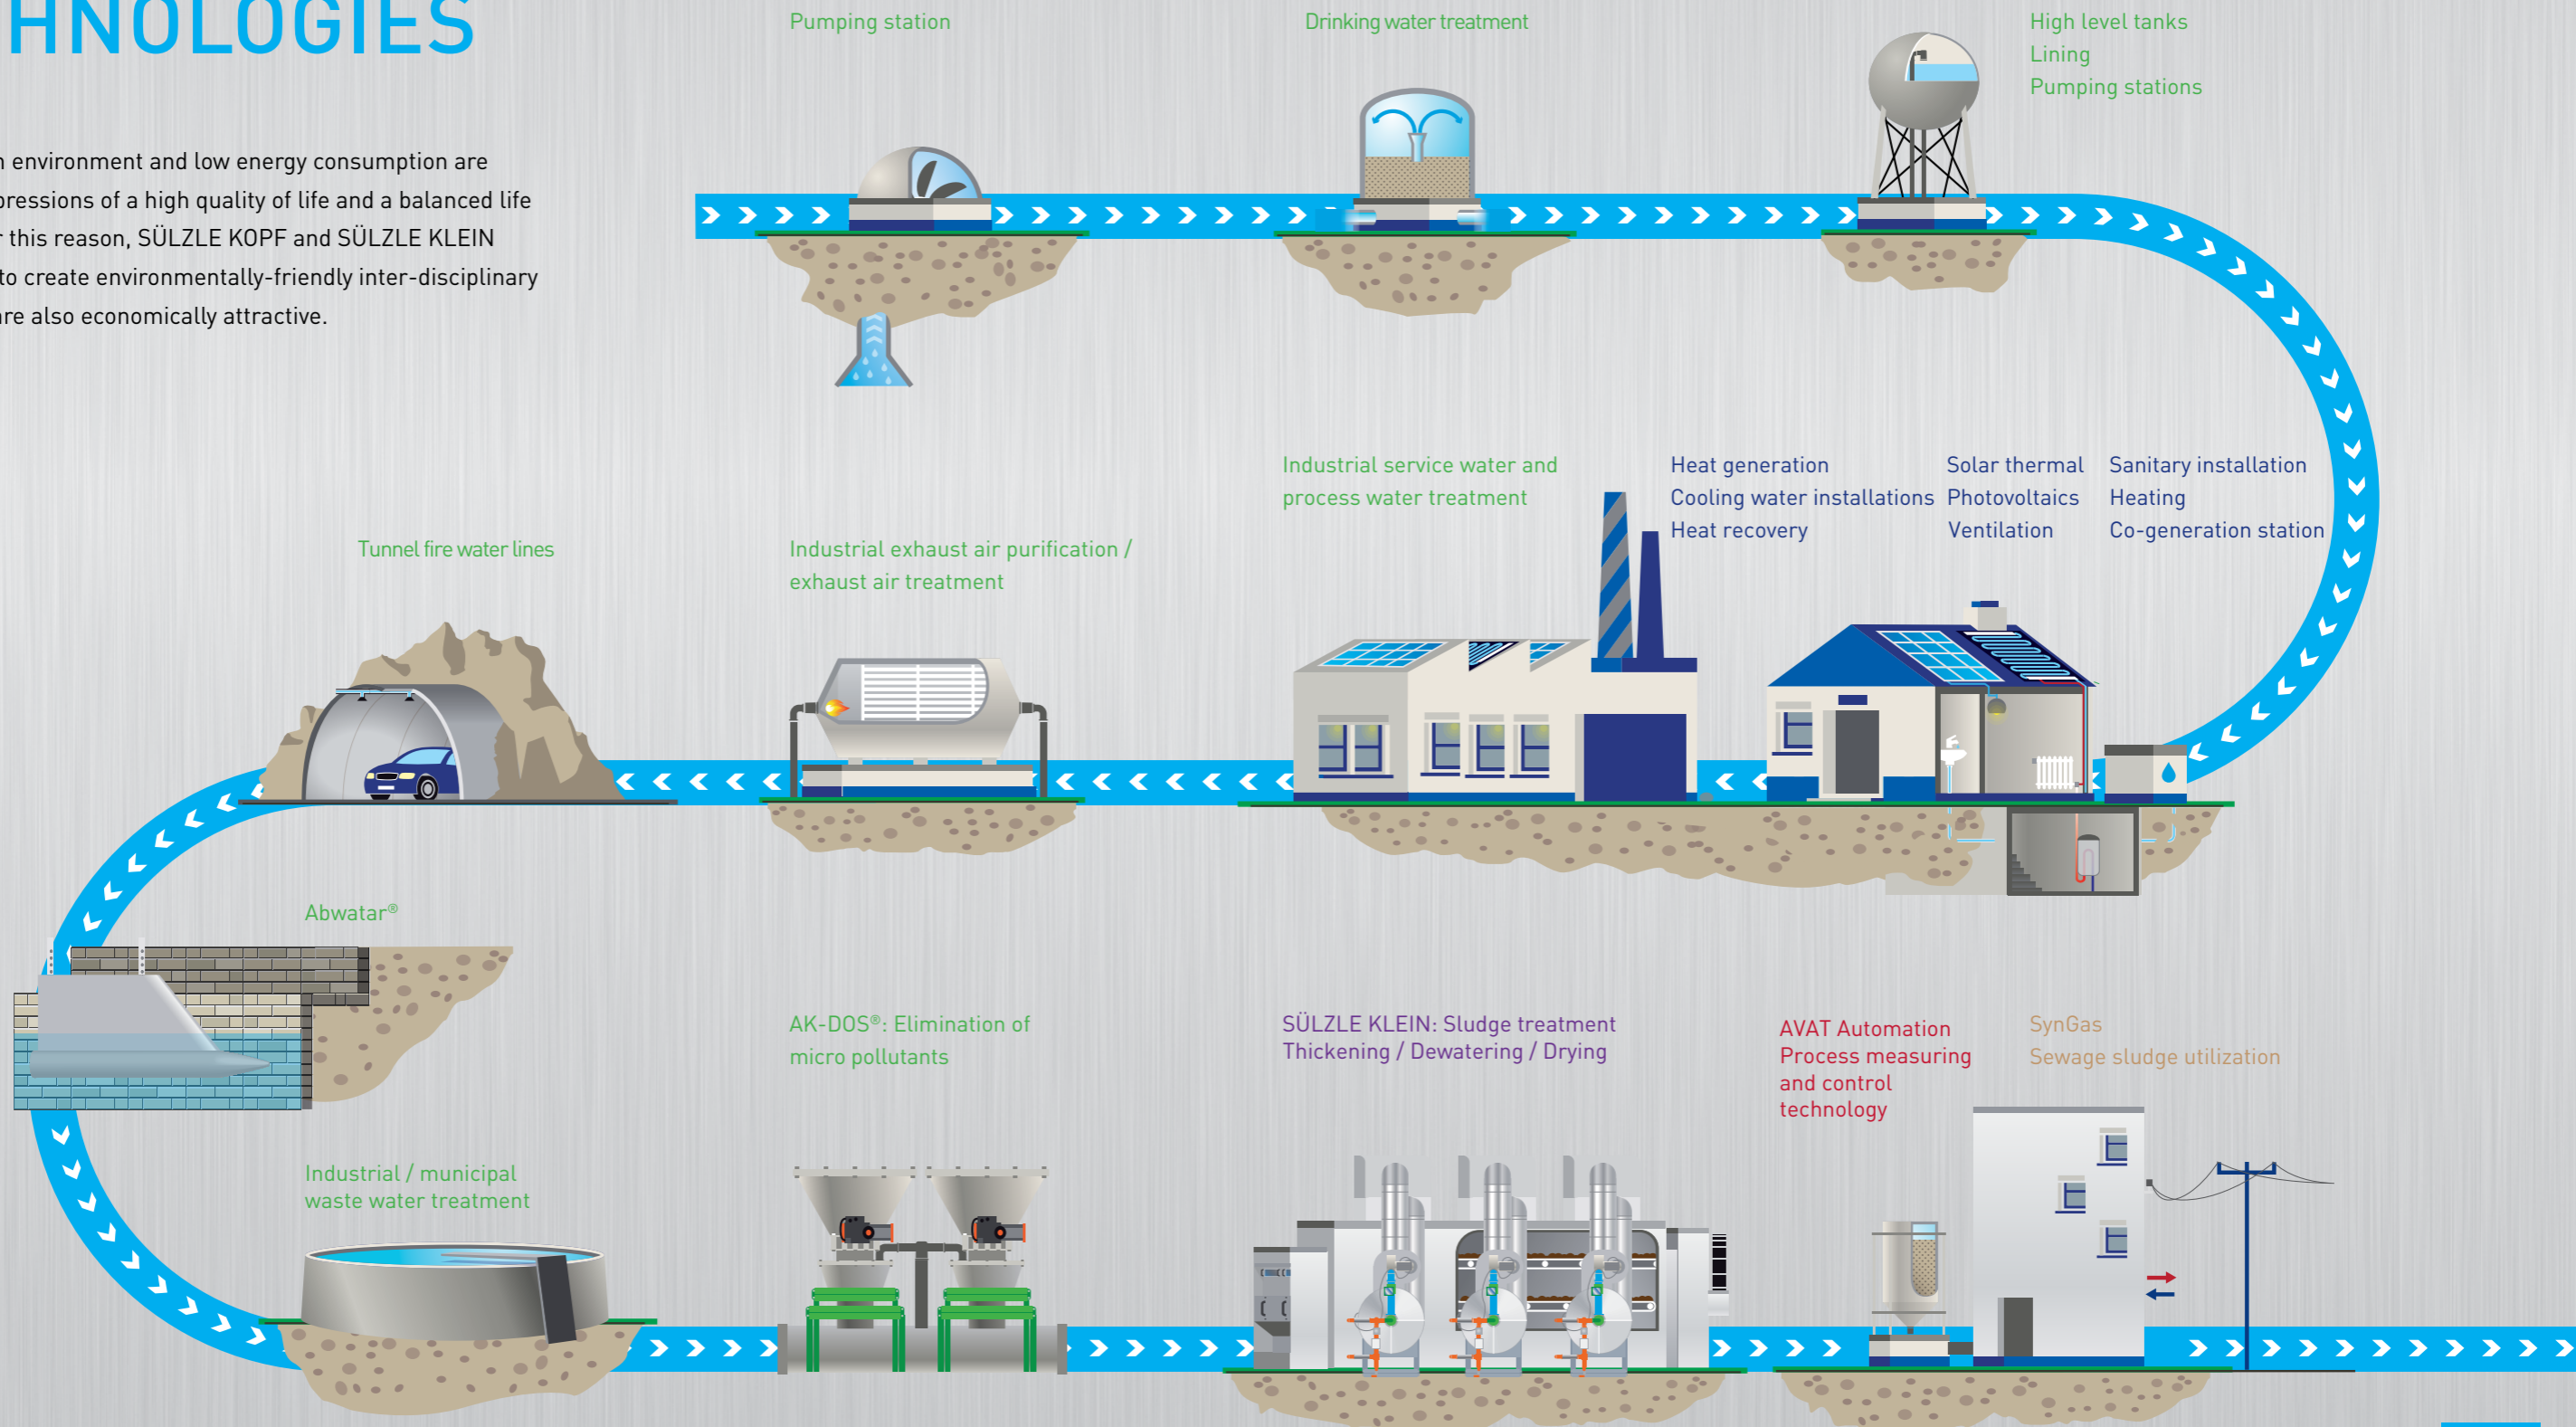 HNOLOGIES
n environment and low energy consumption are
pressions of a high quality of life and a balanced life
r this reason, SÜLZLE KOPF and SÜLZLE KLEIN
to create environmentally-friendly inter-disciplinary
are also economically attractive.
Pumping station
Drinking water treatment
High level tanks
Lining
Pumping stations
Tunnel fire water lines
Industrial exhaust air purification /
exhaust air treatment
Industrial service water and
process water treatment
Heat generation
Cooling water installations
Heat recovery
Solar thermal
Photovoltaics
Ventilation
Sanitary installation
Heating
Co-generation station
Abwatar®
Industrial / municipal
waste water treatment
AK-DOS®: Elimination of
micro pollutants
SÜLZLE KLEIN: Sludge treatment
Thickening / Dewatering / Drying
AVAT Automation
Process measuring
and control
technology
SynGas
Sewage sludge utilization